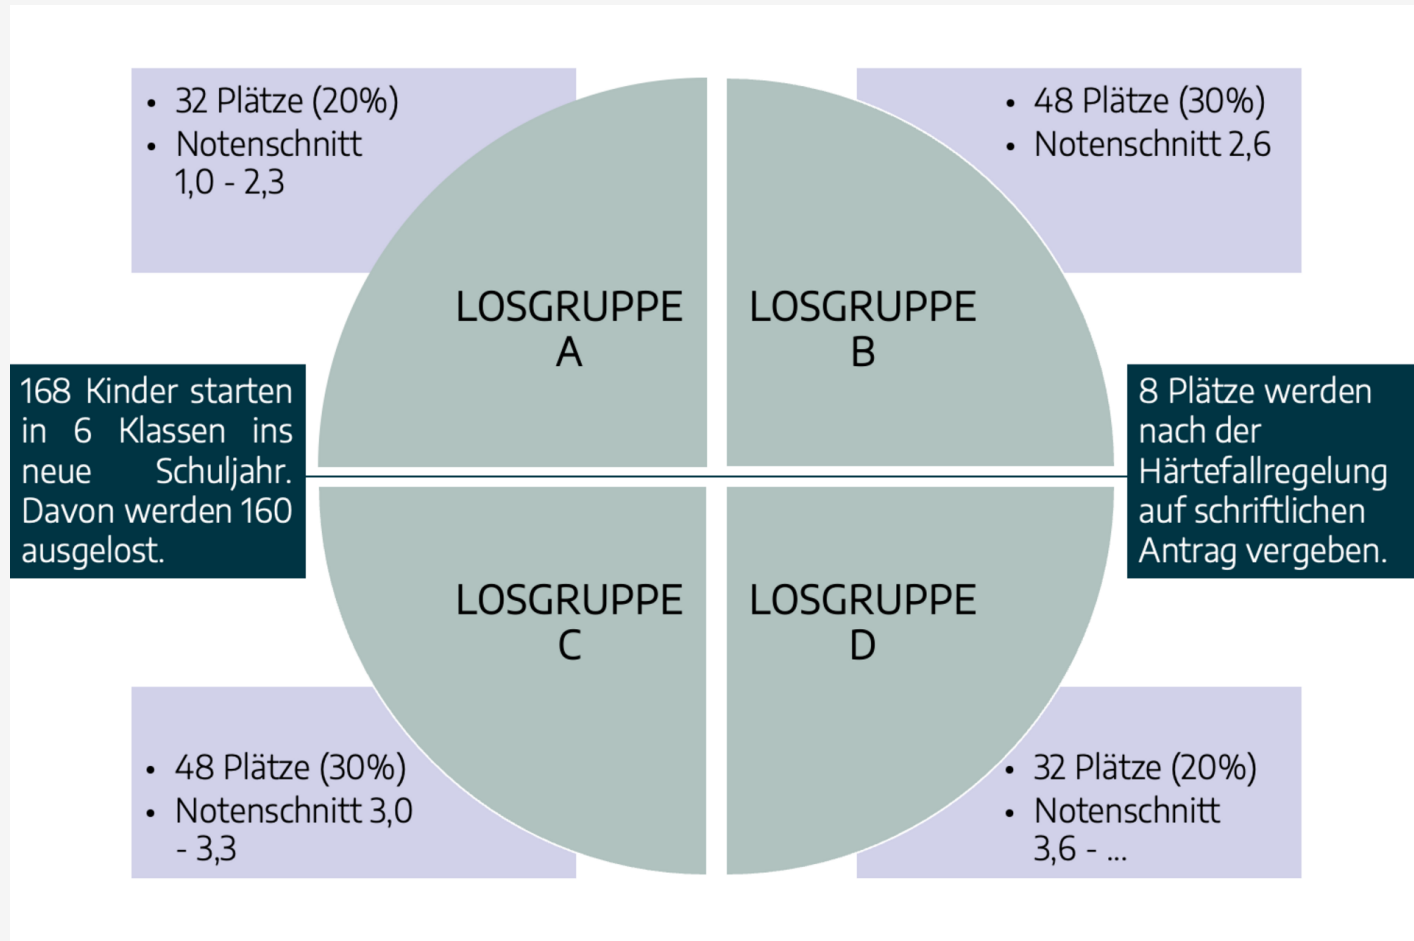 • 32 Plätze (20%)
• Notenschnitt
1,0 - 2,3
• 48 Plätze (30%)
• Notenschnitt 2,6
LOSGRUPPE
A
LOSGRUPPE
B
168 Kinder starten
in 6 Klassen ins
neue Schuljahr.
Davon werden 160
ausgelost.
8 Plätze werden
nach der
Härtefallregelung
auf schriftlichen
Antrag vergeben.
LOSGRUPPE
C
LOSGRUPPE
D
• 48 Plätze (30%)
• Notenschnitt 3,0
- 3,3
• 32 Plätze (20%)
• Notenschnitt
3,6 - ...